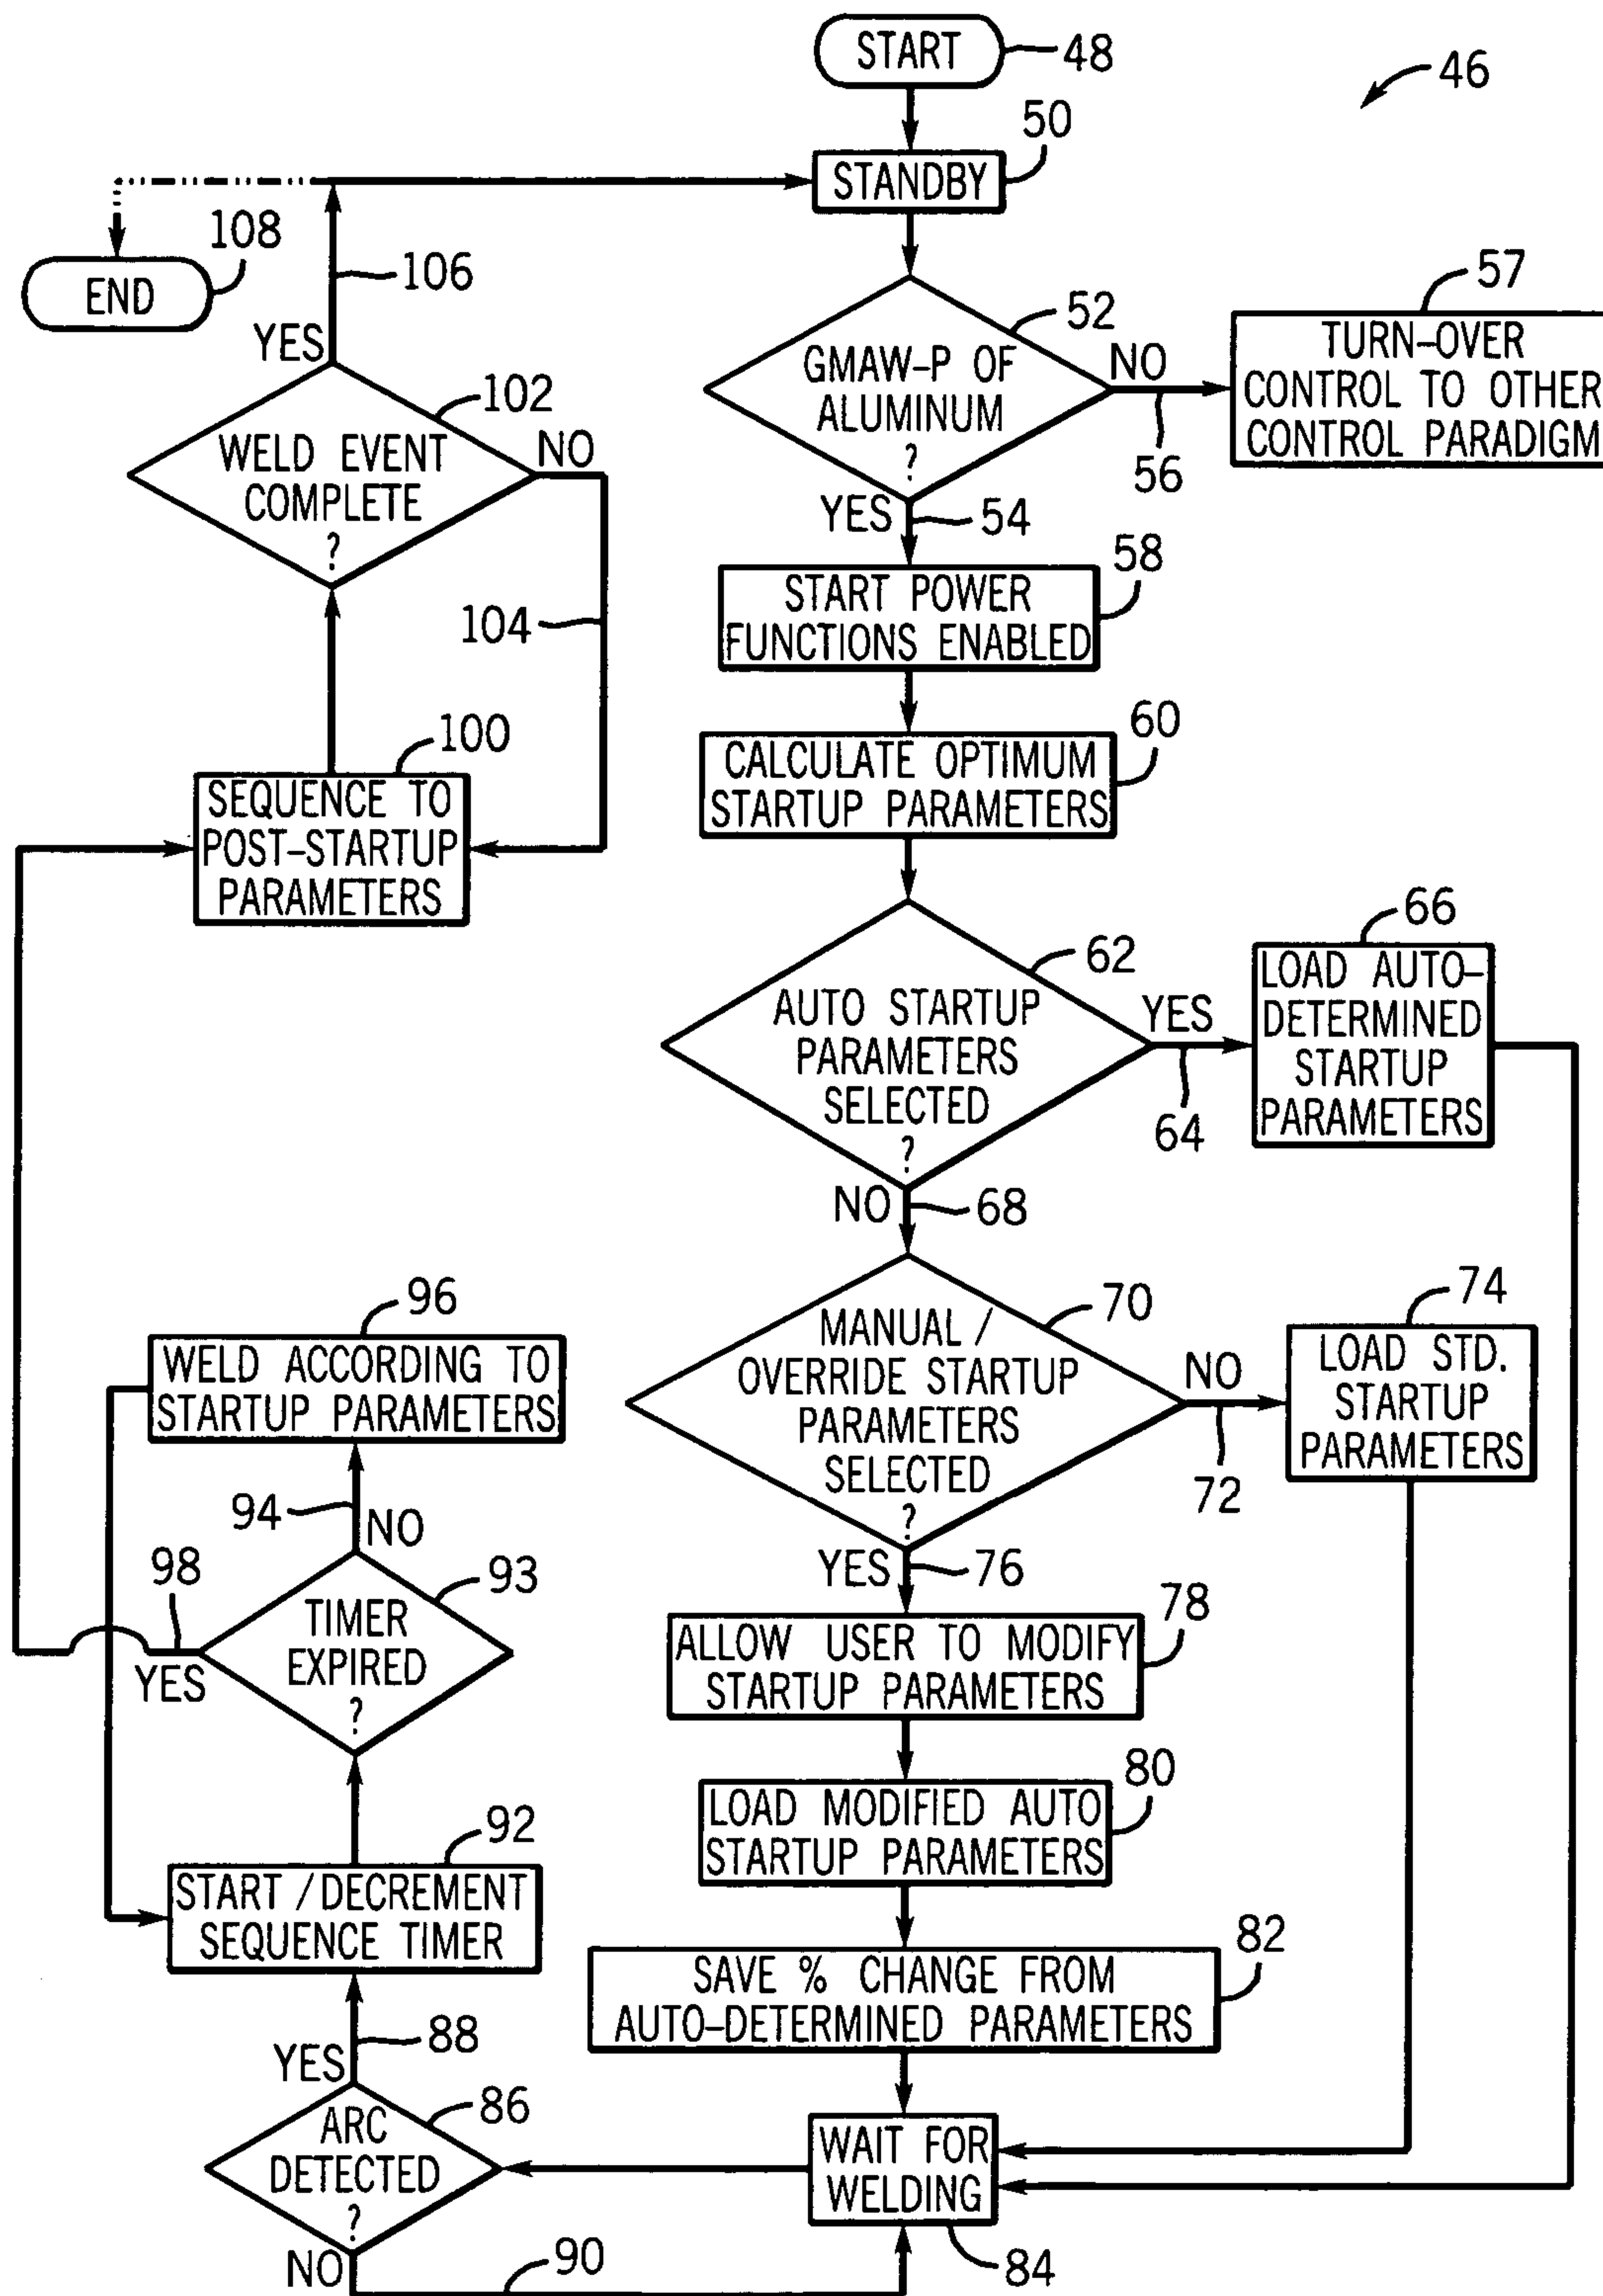 START
48
46
50
STANDBY
108
END
106
YES
57
TURN-OVER
CONTROL TO OTHER
CONTROL PARADIGM
52
GMAW-P OF
ALUMINUM
?
NO
56
YES
54
102
WELD EVENT
COMPLETE
?
NO
104
58
START POWER
FUNCTIONS ENABLED
60
CALCULATE OPTIMUM
STARTUP PARAMETERS
100
SEQUENCE TO
POST-STARTUP
PARAMETERS
62
AUTO STARTUP
PARAMETERS
SELECTED
?
YES
64
66
LOAD AUTO-
DETERMINED
STARTUP
PARAMETERS
NO
68
70
MANUAL /
OVERRIDE STARTUP
PARAMETERS
SELECTED
?
NO
72
74
LOAD STD.
STARTUP
PARAMETERS
YES
76
96
WELD ACCORDING TO
STARTUP PARAMETERS
94
NO
98
YES
93
TIMER
EXPIRED
?
78
ALLOW USER TO MODIFY
STARTUP PARAMETERS
80
LOAD MODIFIED AUTO
STARTUP PARAMETERS
92
START / DECREMENT
SEQUENCE TIMER
82
SAVE % CHANGE FROM
AUTO-DETERMINED PARAMETERS
88
YES
86
ARC
DETECTED
?
WAIT FOR
WELDING
84
NO
90